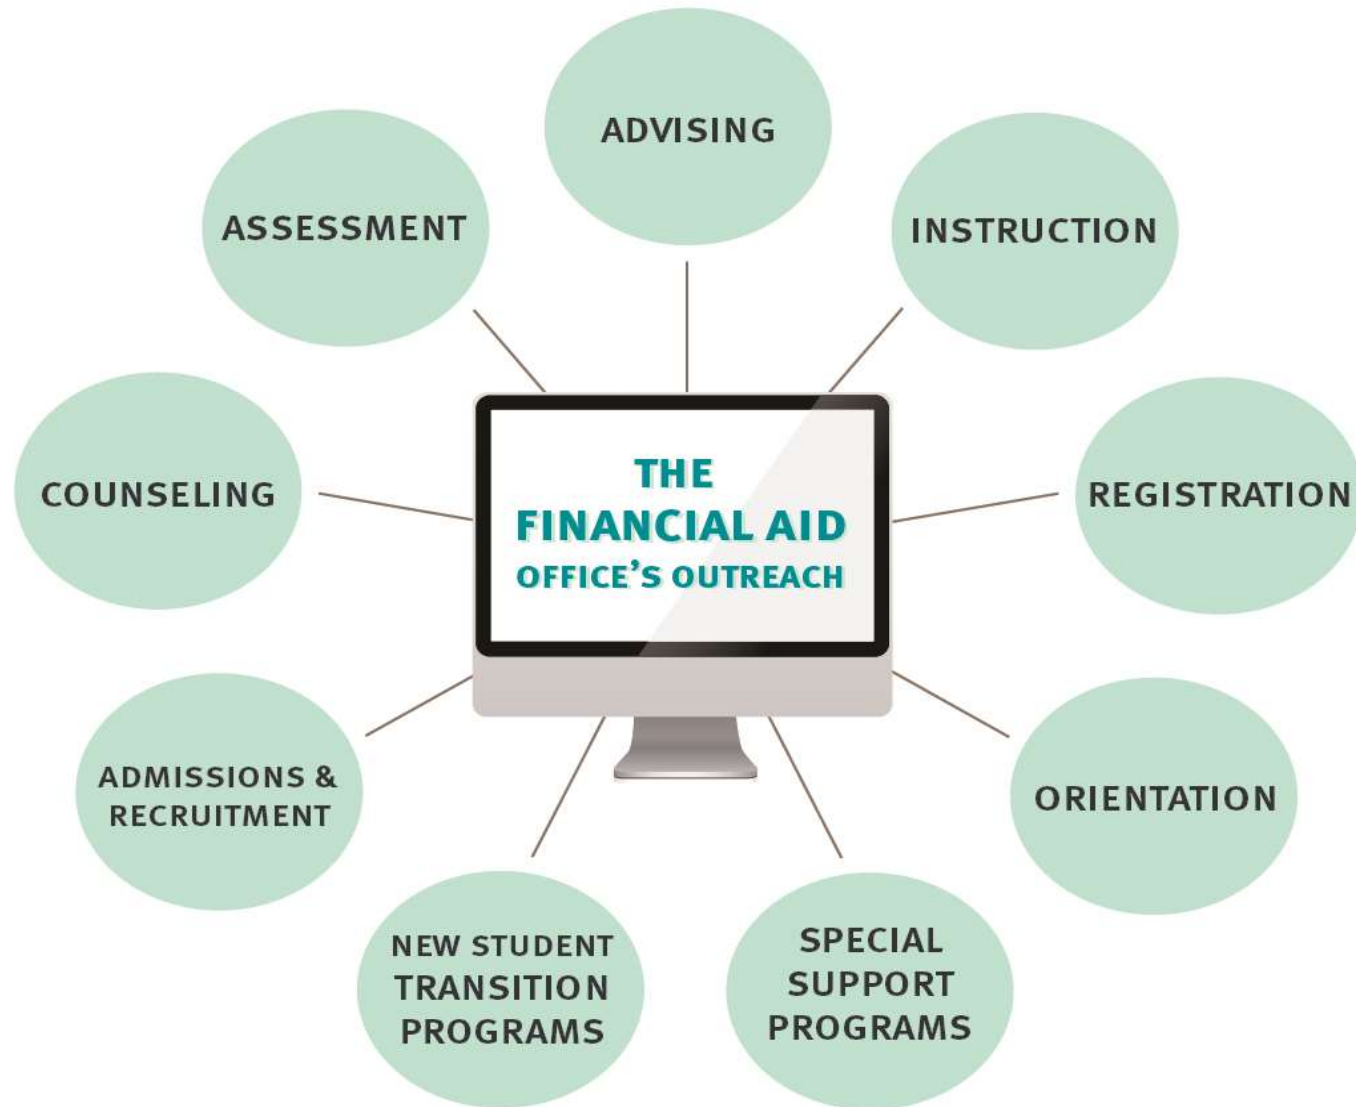 ADVISING
ASSESSMENT
INSTRUCTION
THE
FINANCIAL AID
OFFICE'S OUTREACH
COUNSELING
REGISTRATION
ADMISSIONS &
RECRUITMENT
ORIENTATION
NEW STUDENT
TRANSITION
PROGRAMS
SPECIAL
SUPPORT
PROGRAMS